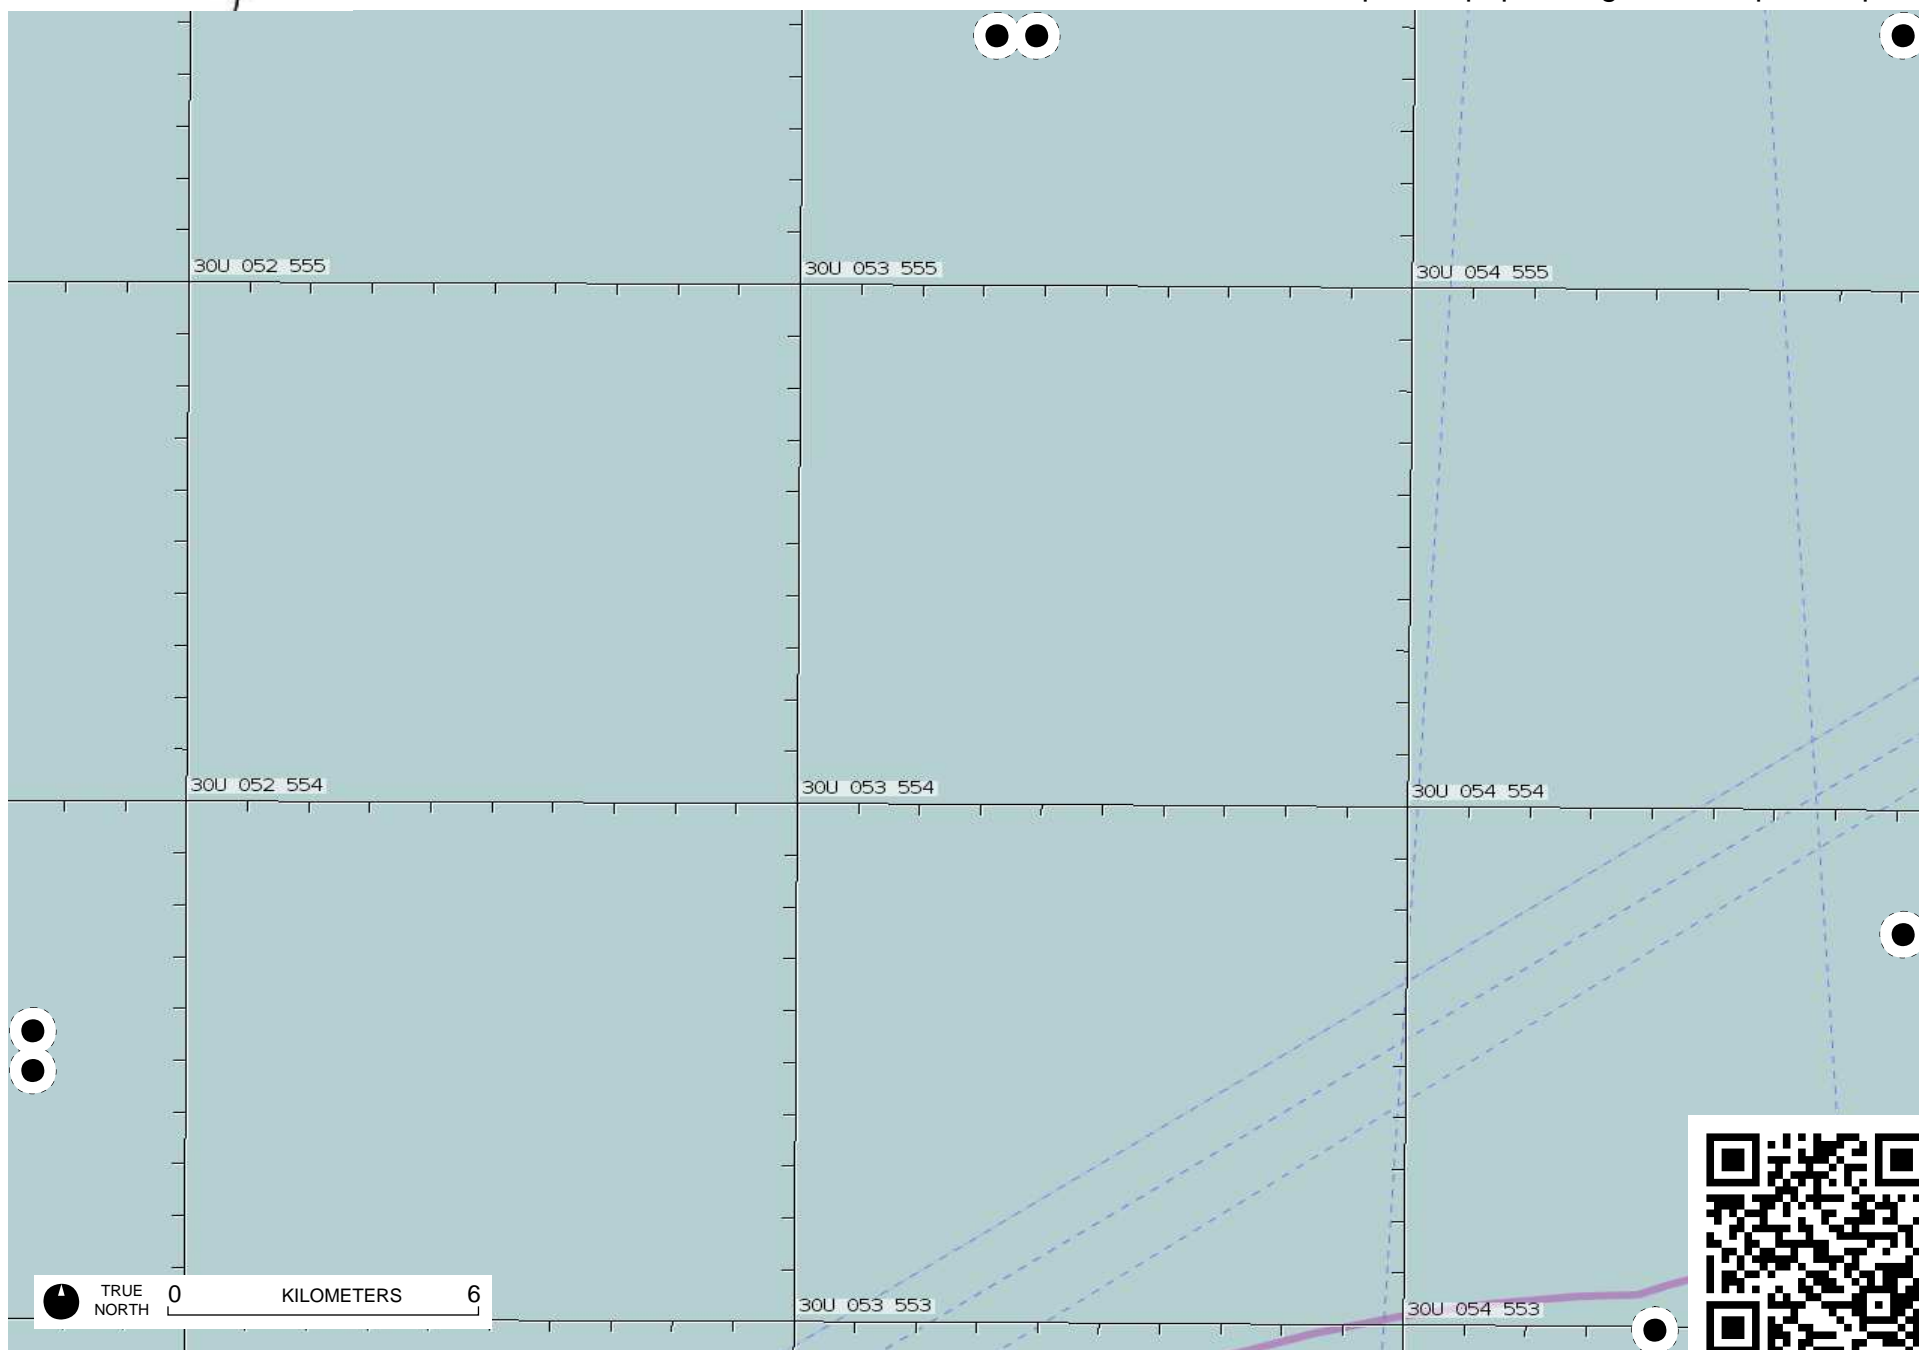 30U 052 555
30U 053 555
30U 054 555
30U 052 554
30U 053 554
30U 054 554
30U 053 553
30U 054 553
TRUE NORTH
0 KILOMETERS 6